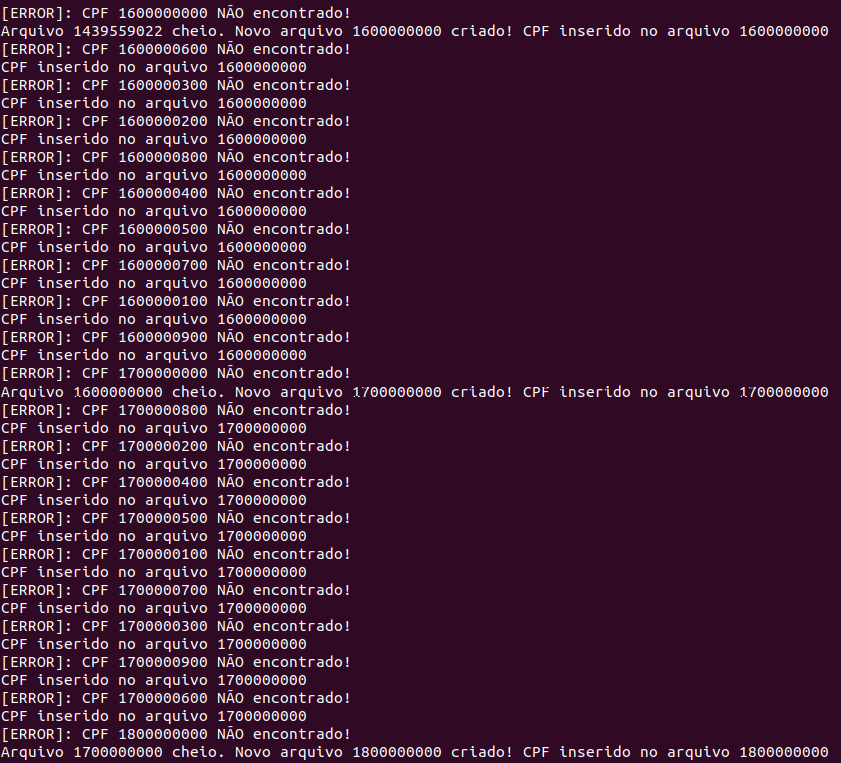 [ERROR]: CPF 1600000000 NÃO encontrado!
Arquivo 1439559022 cheio. Novo arquivo 1600000000 criado! CPF inserido no arquivo 1600000000
[ERROR]: CPF 1600000600 NÃO encontrado!
CPF inserido no arquivo 1600000000
[ERROR]: CPF 1600000300 NÃO encontrado!
CPF inserido no arquivo 1600000000
[ERROR]: CPF 1600000200 NÃO encontrado!
CPF inserido no arquivo 1600000000
[ERROR]: CPF 1600000800 NÃO encontrado!
CPF inserido no arquivo 1600000000
[ERROR]: CPF 1600000400 NÃO encontrado!
CPF inserido no arquivo 1600000000
[ERROR]: CPF 1600000500 NÃO encontrado!
CPF inserido no arquivo 1600000000
[ERROR]: CPF 1600000700 NÃO encontrado!
CPF inserido no arquivo 1600000000
[ERROR]: CPF 1600000100 NÃO encontrado!
CPF inserido no arquivo 1600000000
[ERROR]: CPF 1600000900 NÃO encontrado!
CPF inserido no arquivo 1600000000
[ERROR]: CPF 1700000000 NÃO encontrado!
Arquivo 1600000000 cheio. Novo arquivo 1700000000 criado! CPF inserido no arquivo 1700000000
[ERROR]: CPF 1700000800 NÃO encontrado!
CPF inserido no arquivo 1700000000
[ERROR]: CPF 1700000200 NÃO encontrado!
CPF inserido no arquivo 1700000000
[ERROR]: CPF 1700000400 NÃO encontrado!
CPF inserido no arquivo 1700000000
[ERROR]: CPF 1700000500 NÃO encontrado!
CPF inserido no arquivo 1700000000
[ERROR]: CPF 1700000100 NÃO encontrado!
CPF inserido no arquivo 1700000000
[ERROR]: CPF 1700000700 NÃO encontrado!
CPF inserido no arquivo 1700000000
[ERROR]: CPF 1700000300 NÃO encontrado!
CPF inserido no arquivo 1700000000
[ERROR]: CPF 1700000900 NÃO encontrado!
CPF inserido no arquivo 1700000000
[ERROR]: CPF 1700000600 NÃO encontrado!
CPF inserido no arquivo 1700000000
[ERROR]: CPF 1800000000 NÃO encontrado!
Arquivo 1700000000 cheio. Novo arquivo 1800000000 criado! CPF inserido no arquivo 1800000000